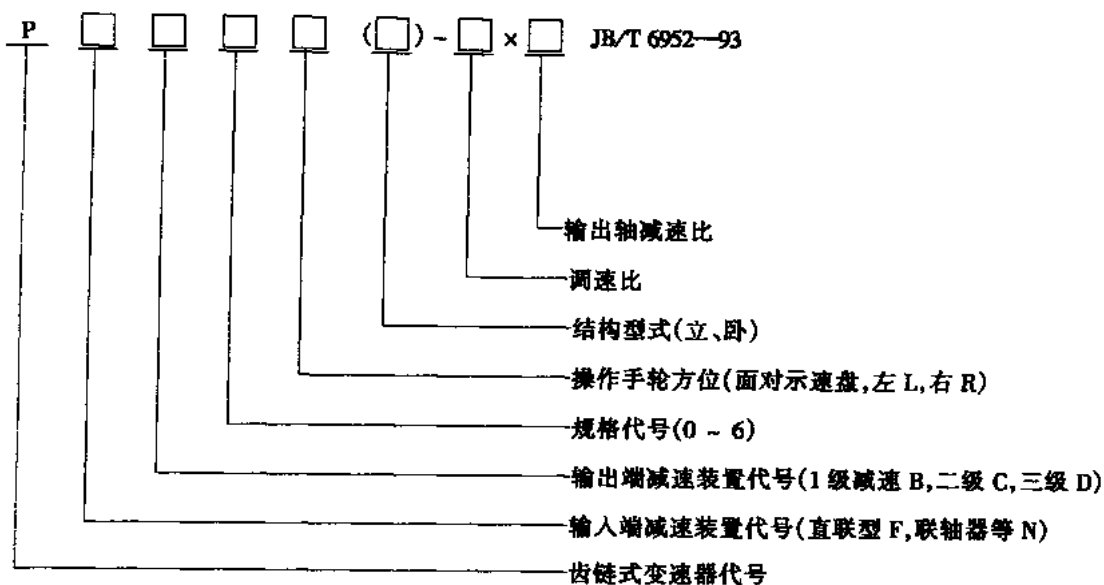 P □ □ □ □ (□) - □ × □ JB/T 6952—93
输出轴减速比
调速比
结构型式(立、卧)
操作手轮方位(面对示速盘,左 L,右 R)
规格代号(0 ~ 6)
输出端减速装置代号(1 级减速 B,二级 C,三级 D)
输入端减速装置代号(直联型 F,联轴器等 N)
齿链式变速器代号